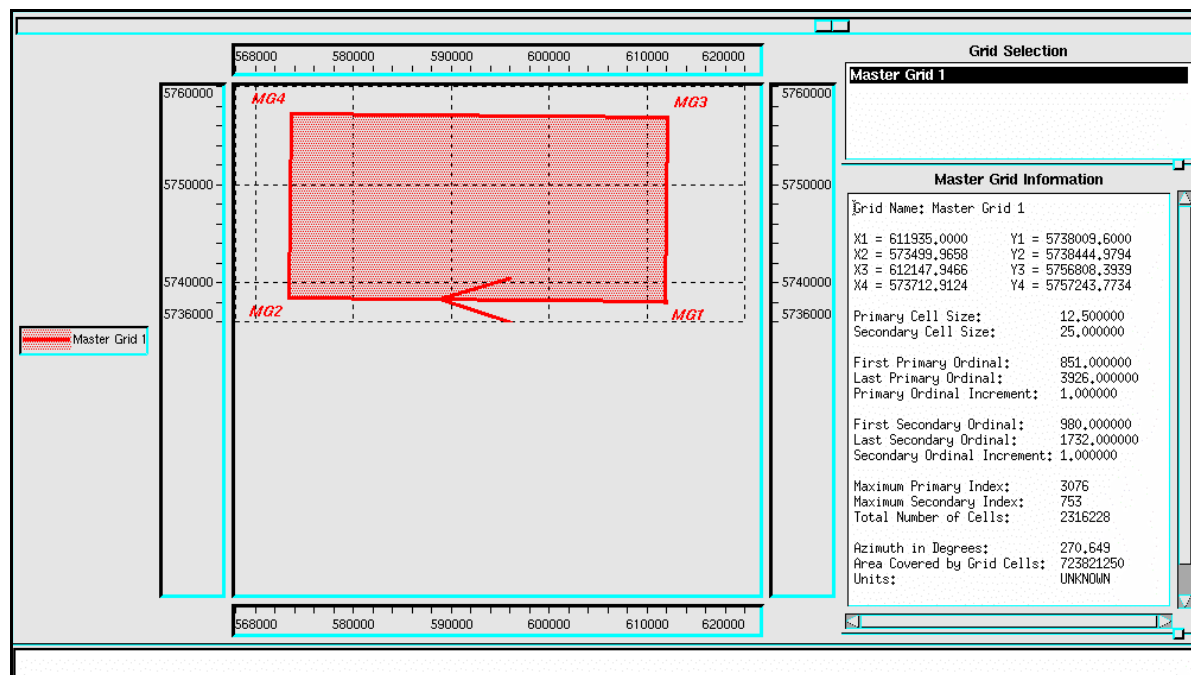 568000 580000 590000 600000 610000 620000
Grid Selection
Master Grid 1
5760000
5750000
5740000
5736000
MG4
MG3
MG2
MG1
5760000
5750000
5740000
5736000
Master Grid 1
568000 580000 590000 600000 610000 620000
Master Grid Information
Grid Name: Master Grid 1
X1 = 611935.0000 Y1 = 5738009.6000
X2 = 573499.9658 Y2 = 5738444.9794
X3 = 612147.9466 Y3 = 5756808.3939
X4 = 573712.9124 Y4 = 5757243.7734
Primary Cell Size: 12.500000
Secondary Cell Size: 25.000000
First Primary Ordinal: 851.000000
Last Primary Ordinal: 3926.000000
Primary Ordinal Increment: 1.000000
First Secondary Ordinal: 980.000000
Last Secondary Ordinal: 1732.000000
Secondary Ordinal Increment: 1.000000
Maximum Primary Index: 3076
Maximum Secondary Index: 753
Total Number of Cells: 2316228
Azimuth in Degrees: 270.649
Area Covered by Grid Cells: 723821250
Units: UNKNOWN